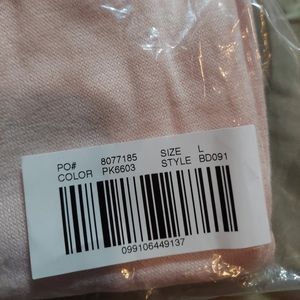 PO# 8077185 SIZE L
COLOR PK6603 STYLE BD091
099106449137